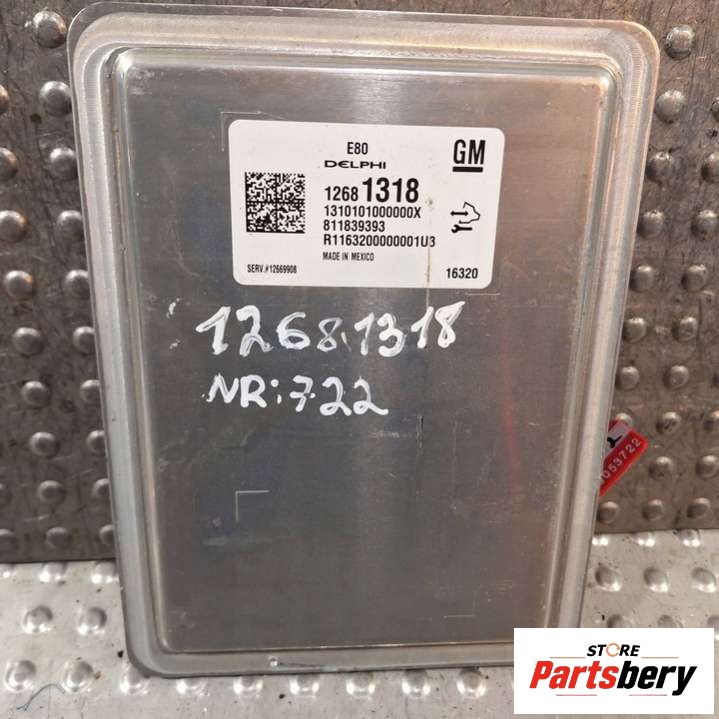 E80
DELPHI
GM
1268 1318
1310101000000X
811839393
R1163200000001U3
MADE IN MEXICO
SERV.#12669908
16320
12681318
NR:722
053722
STORE
Partsbery